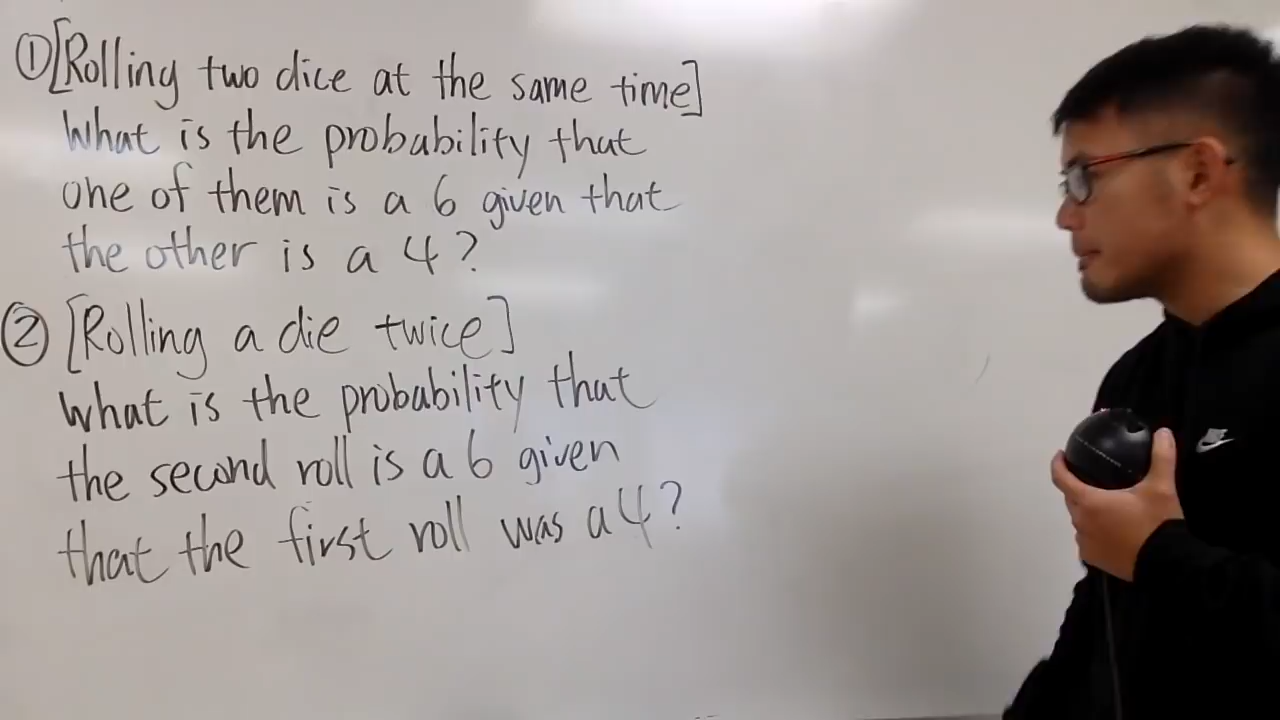 ① [Rolling two dice at the same time]
What is the probability that
one of them is a 6 given that
the other is a 4?
② [Rolling a die twice]
What is the probability that
the second roll is a 6 given
that the first roll was a 4?